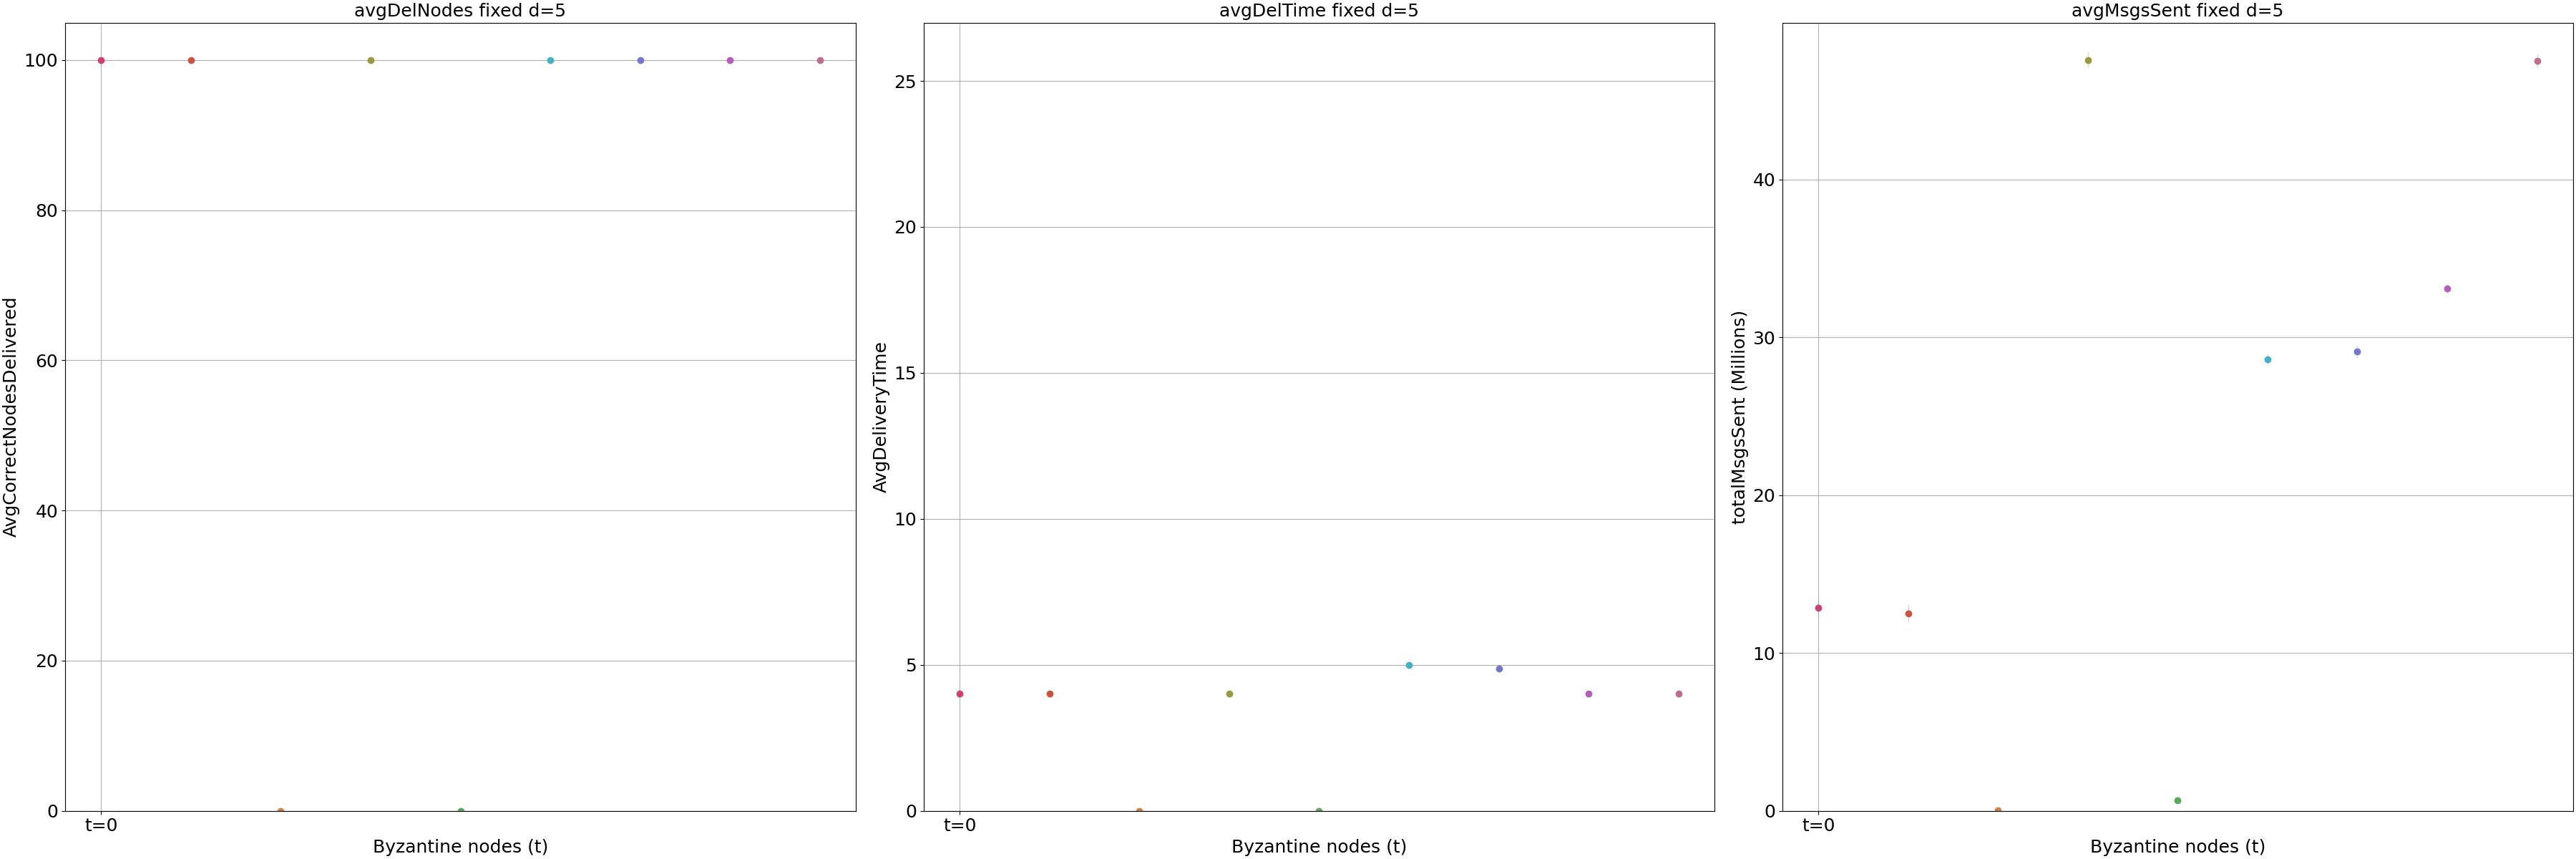 avgDelNodes fixed d=5
100
80
60
40
20
0
AvgCorrectNodesDelivered
t=0
Byzantine nodes (t)
avgDelTime fixed d=5
25
20
15
10
5
0
AvgDeliveryTime
t=0
Byzantine nodes (t)
avgMsgsSent fixed d=5
40
30
20
10
0
totalMsgsSent (Millions)
t=0
Byzantine nodes (t)